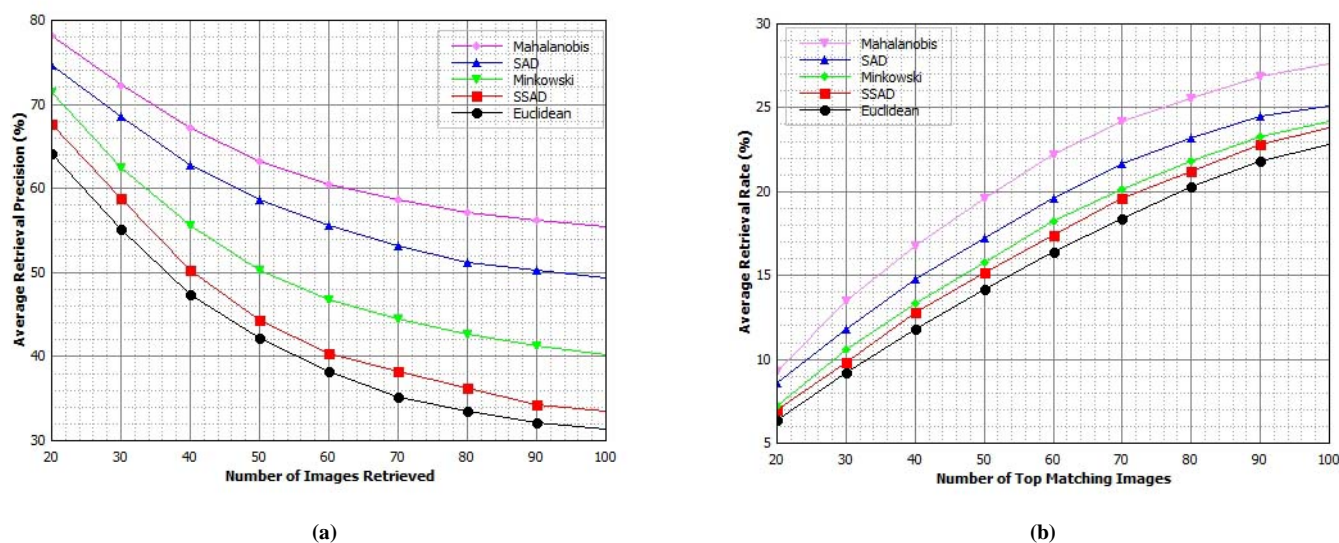 80
70
60
50
40
30
Average Retrieval Precision (%)
Mahalanobis
SAD
Minkowski
SSAD
Euclidean
20 30 40 50 60 70 80 90 100
Number of Images Retrieved
(a)
30
25
20
15
10
5
Average Retrieval Rate (%)
Mahalanobis
SAD
Minkowski
SSAD
Euclidean
20 30 40 50 60 70 80 90 100
Number of Top Matching Images
(b)